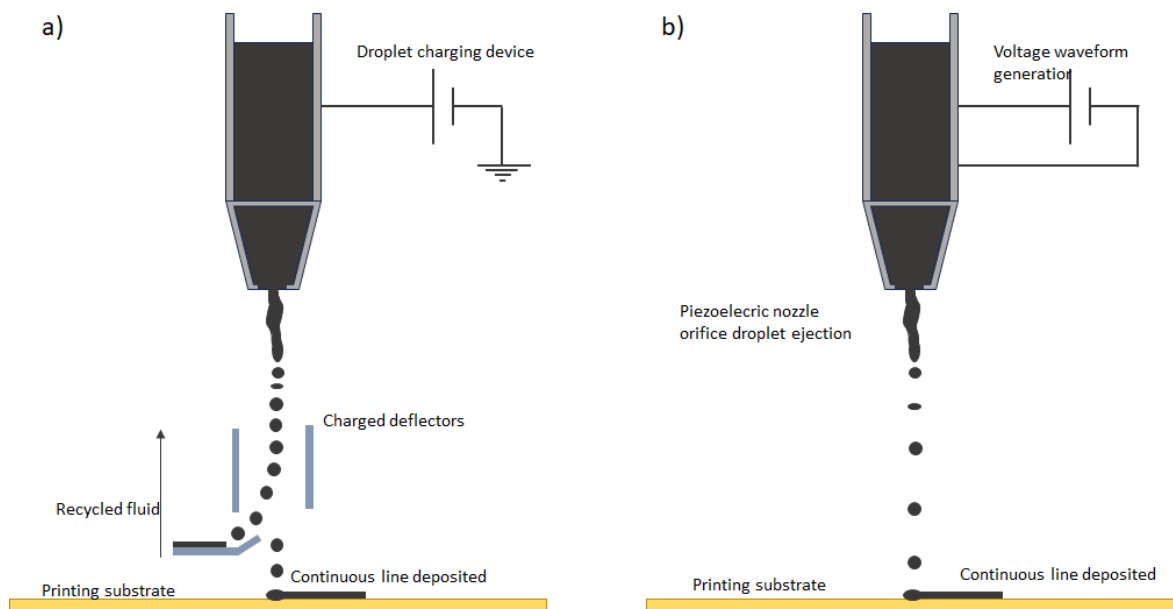 a)
Droplet charging device
Charged deflectors
Recycled fluid
Continuous line deposited
Printing substrate
b)
Voltage waveform
generation
Piezoelecric nozzle
orifice droplet ejection
Continuous line deposited
Printing substrate